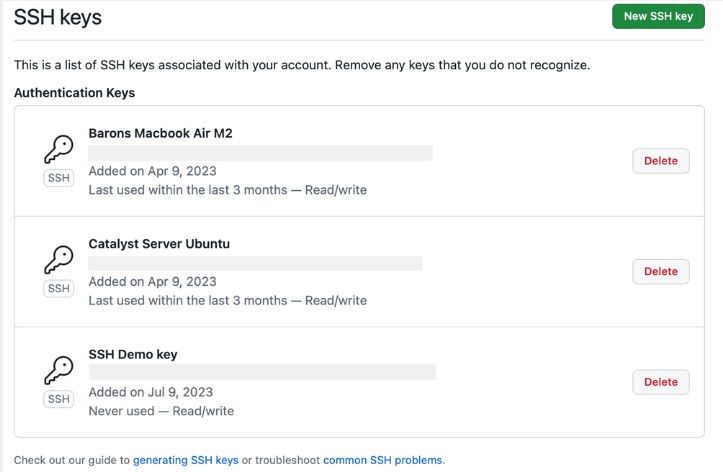 SSH keys
New SSH key
This is a list of SSH keys associated with your account. Remove any keys that you do not recognize.
Authentication Keys
Barons Macbook Air M2
SSH
Added on Apr 9, 2023
Last used within the last 3 months — Read/write
Delete
Catalyst Server Ubuntu
SSH
Added on Apr 9, 2023
Last used within the last 3 months — Read/write
Delete
SSH Demo key
SSH
Added on Jul 9, 2023
Never used — Read/write
Delete
Check out our guide to generating SSH keys or troubleshoot common SSH problems.